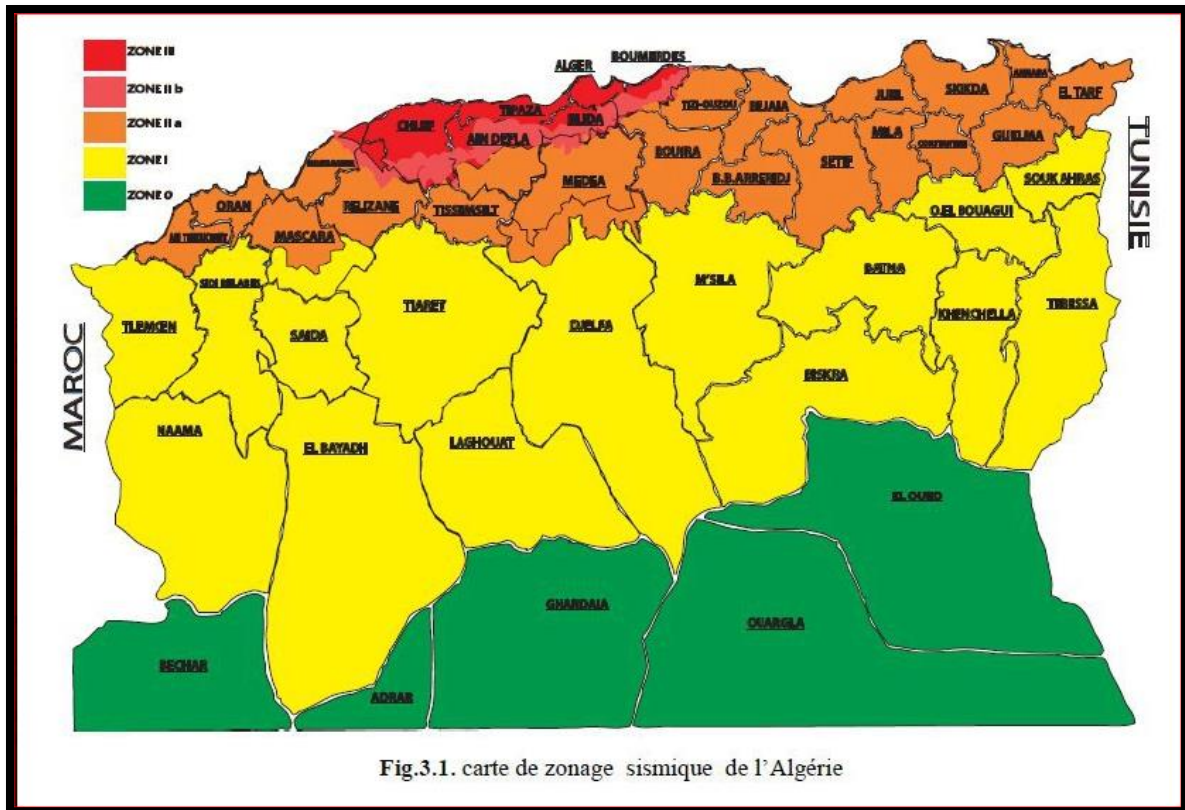 ZONE III
ZONE II b
ZONE II a
ZONE I
ZONE 0
BOUMERDES
ALGER
TIPAZA
BLIDA
CHLEF
AIN DEFLA
TIZI-OUZOU
BEJAIA
JIJEL
SKIKDA
ANNABA
EL TARF
MILA
GUELMA
BOUIRA
SETIF
B.B.ARRERIDJ
MEDEA
SOUK AHRAS
O.EL BOUAGUI
ORAN
RELIZANE
TISSEMSILT
MASCARA
SIDI BELABES
TLEMCEN
SAIDA
TIARET
DJELFA
M'SILA
BATNA
KHENCHELLA
TEBESSA
BISKRA
NAAMA
EL BAYADH
LAGHOUAT
EL OUED
GHARDAIA
OUARGLA
BECHAR
ADRAR
MAROC
TUNISIE
Fig.3.1. carte de zonage sismique de l'Algérie